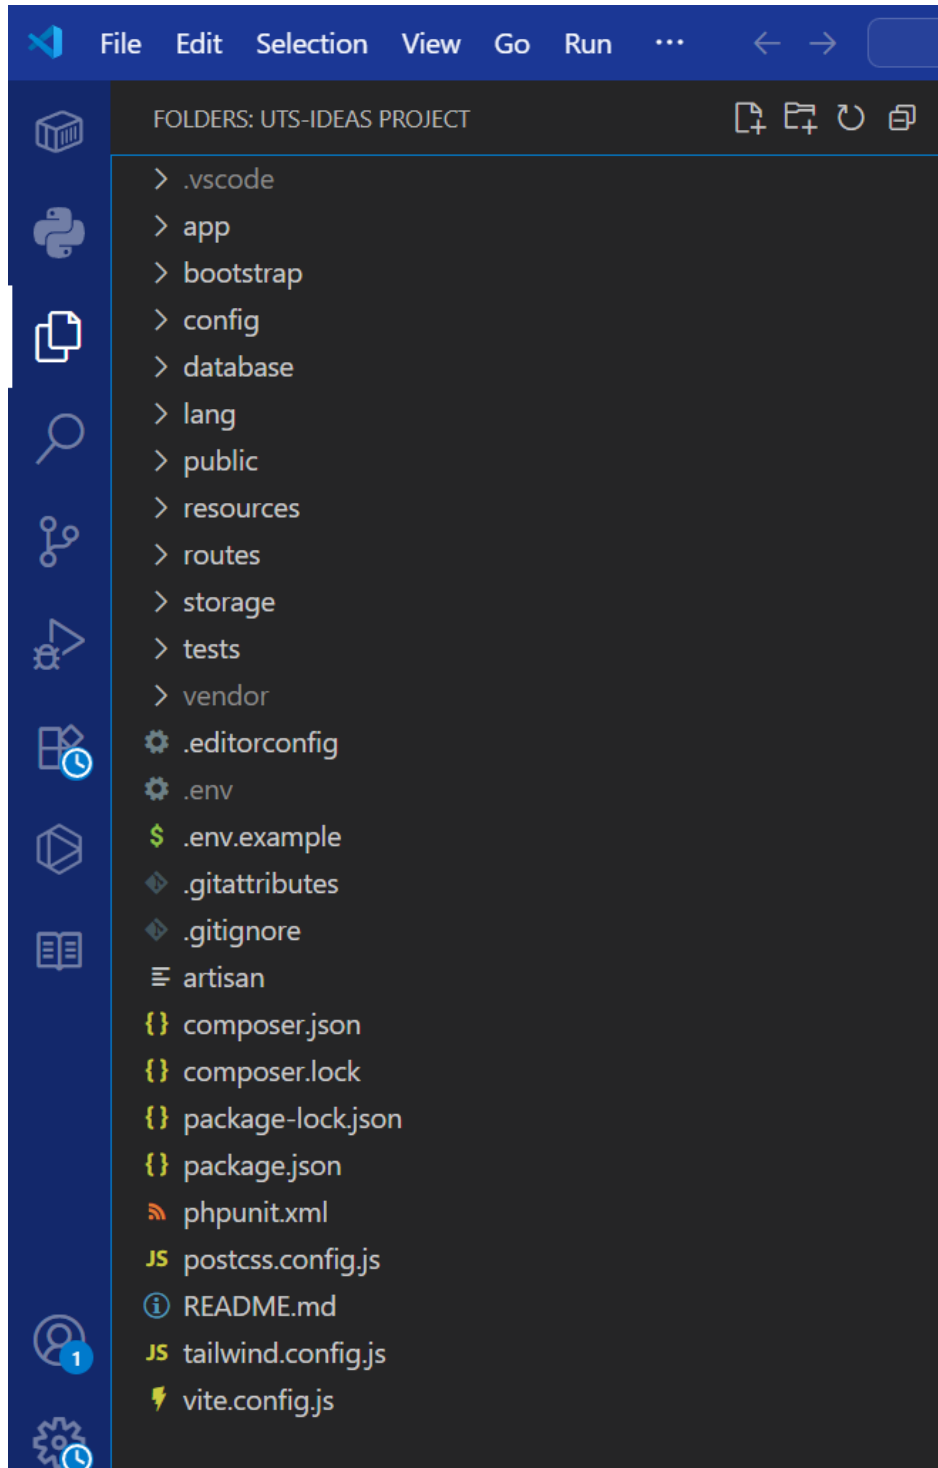 File Edit Selection View Go Run ···
FOLDERS: UTS-IDEAS PROJECT
.vscode
app
bootstrap
config
database
lang
public
resources
routes
storage
tests
vendor
.editorconfig
.env
$ .env.example
.gitattributes
.gitignore
artisan
{} composer.json
{} composer.lock
{} package-lock.json
{} package.json
phpunit.xml
JS postcss.config.js
README.md
1
JS tailwind.config.js
vite.config.js